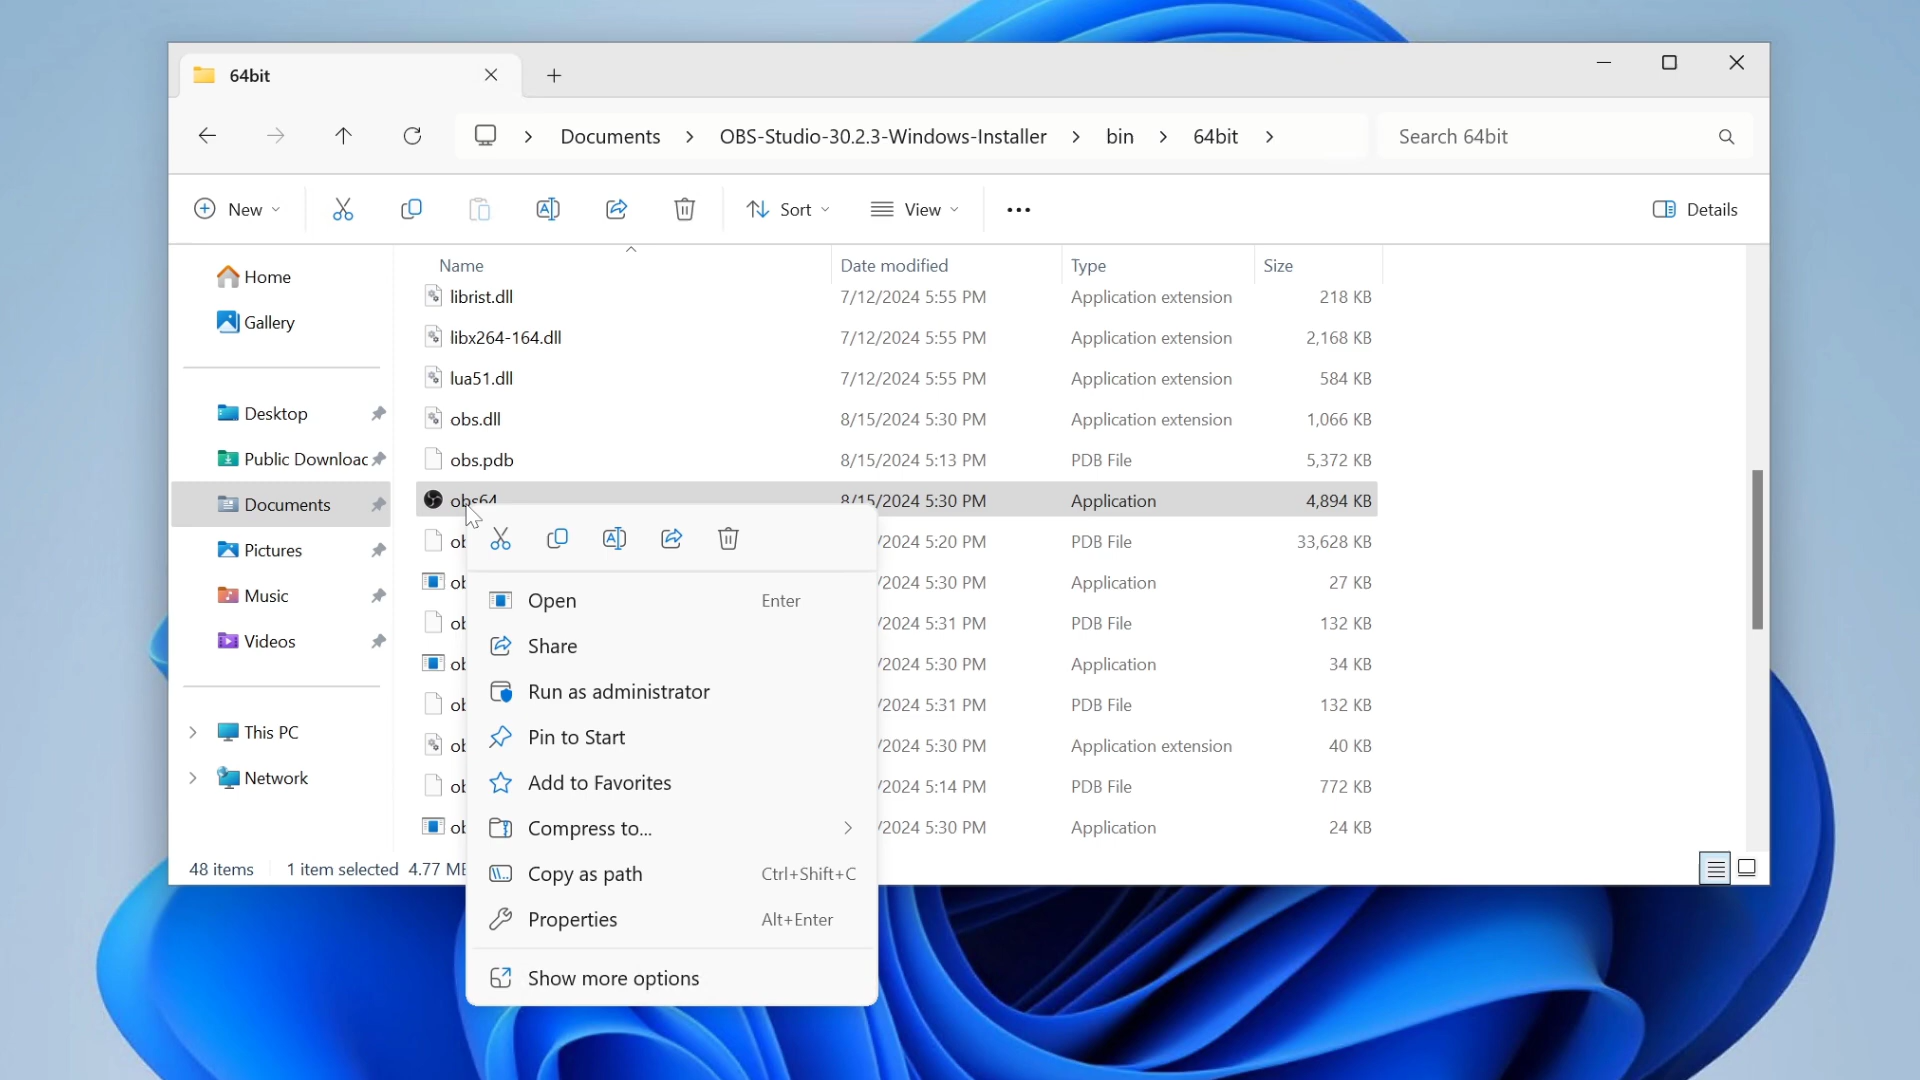 64bit
Documents
OBS-Studio-30.2.3-Windows-Installer
bin
64bit
Search 64bit
New
Sort
View
Details
Home
Gallery
Desktop
Public Downloac
Documents
Pictures
Music
Videos
This PC
Network
Name Date modified Type Size
librist.dll 7/12/2024 5:55 PM Application extension 218 KB
libx264-164.dll 7/12/2024 5:55 PM Application extension 2,168 KB
lua51.dll 7/12/2024 5:55 PM Application extension 584 KB
obs.dll 8/15/2024 5:30 PM Application extension 1,066 KB
obs.pdb 8/15/2024 5:13 PM PDB File 5,372 KB
obs64 8/15/2024 5:30 PM Application 4,894 KB
/2024 5:20 PM PDB File 33,628 KB
/2024 5:30 PM Application 27 KB
/2024 5:31 PM PDB File 132 KB
/2024 5:30 PM Application 34 KB
/2024 5:31 PM PDB File 132 KB
/2024 5:30 PM Application extension 40 KB
/2024 5:14 PM PDB File 772 KB
/2024 5:30 PM Application 24 KB
Open Enter
Share
Run as administrator
Pin to Start
Add to Favorites
Compress to...
Copy as path Ctrl+Shift+C
Properties Alt+Enter
Show more options
48 items 1 item selected 4.77